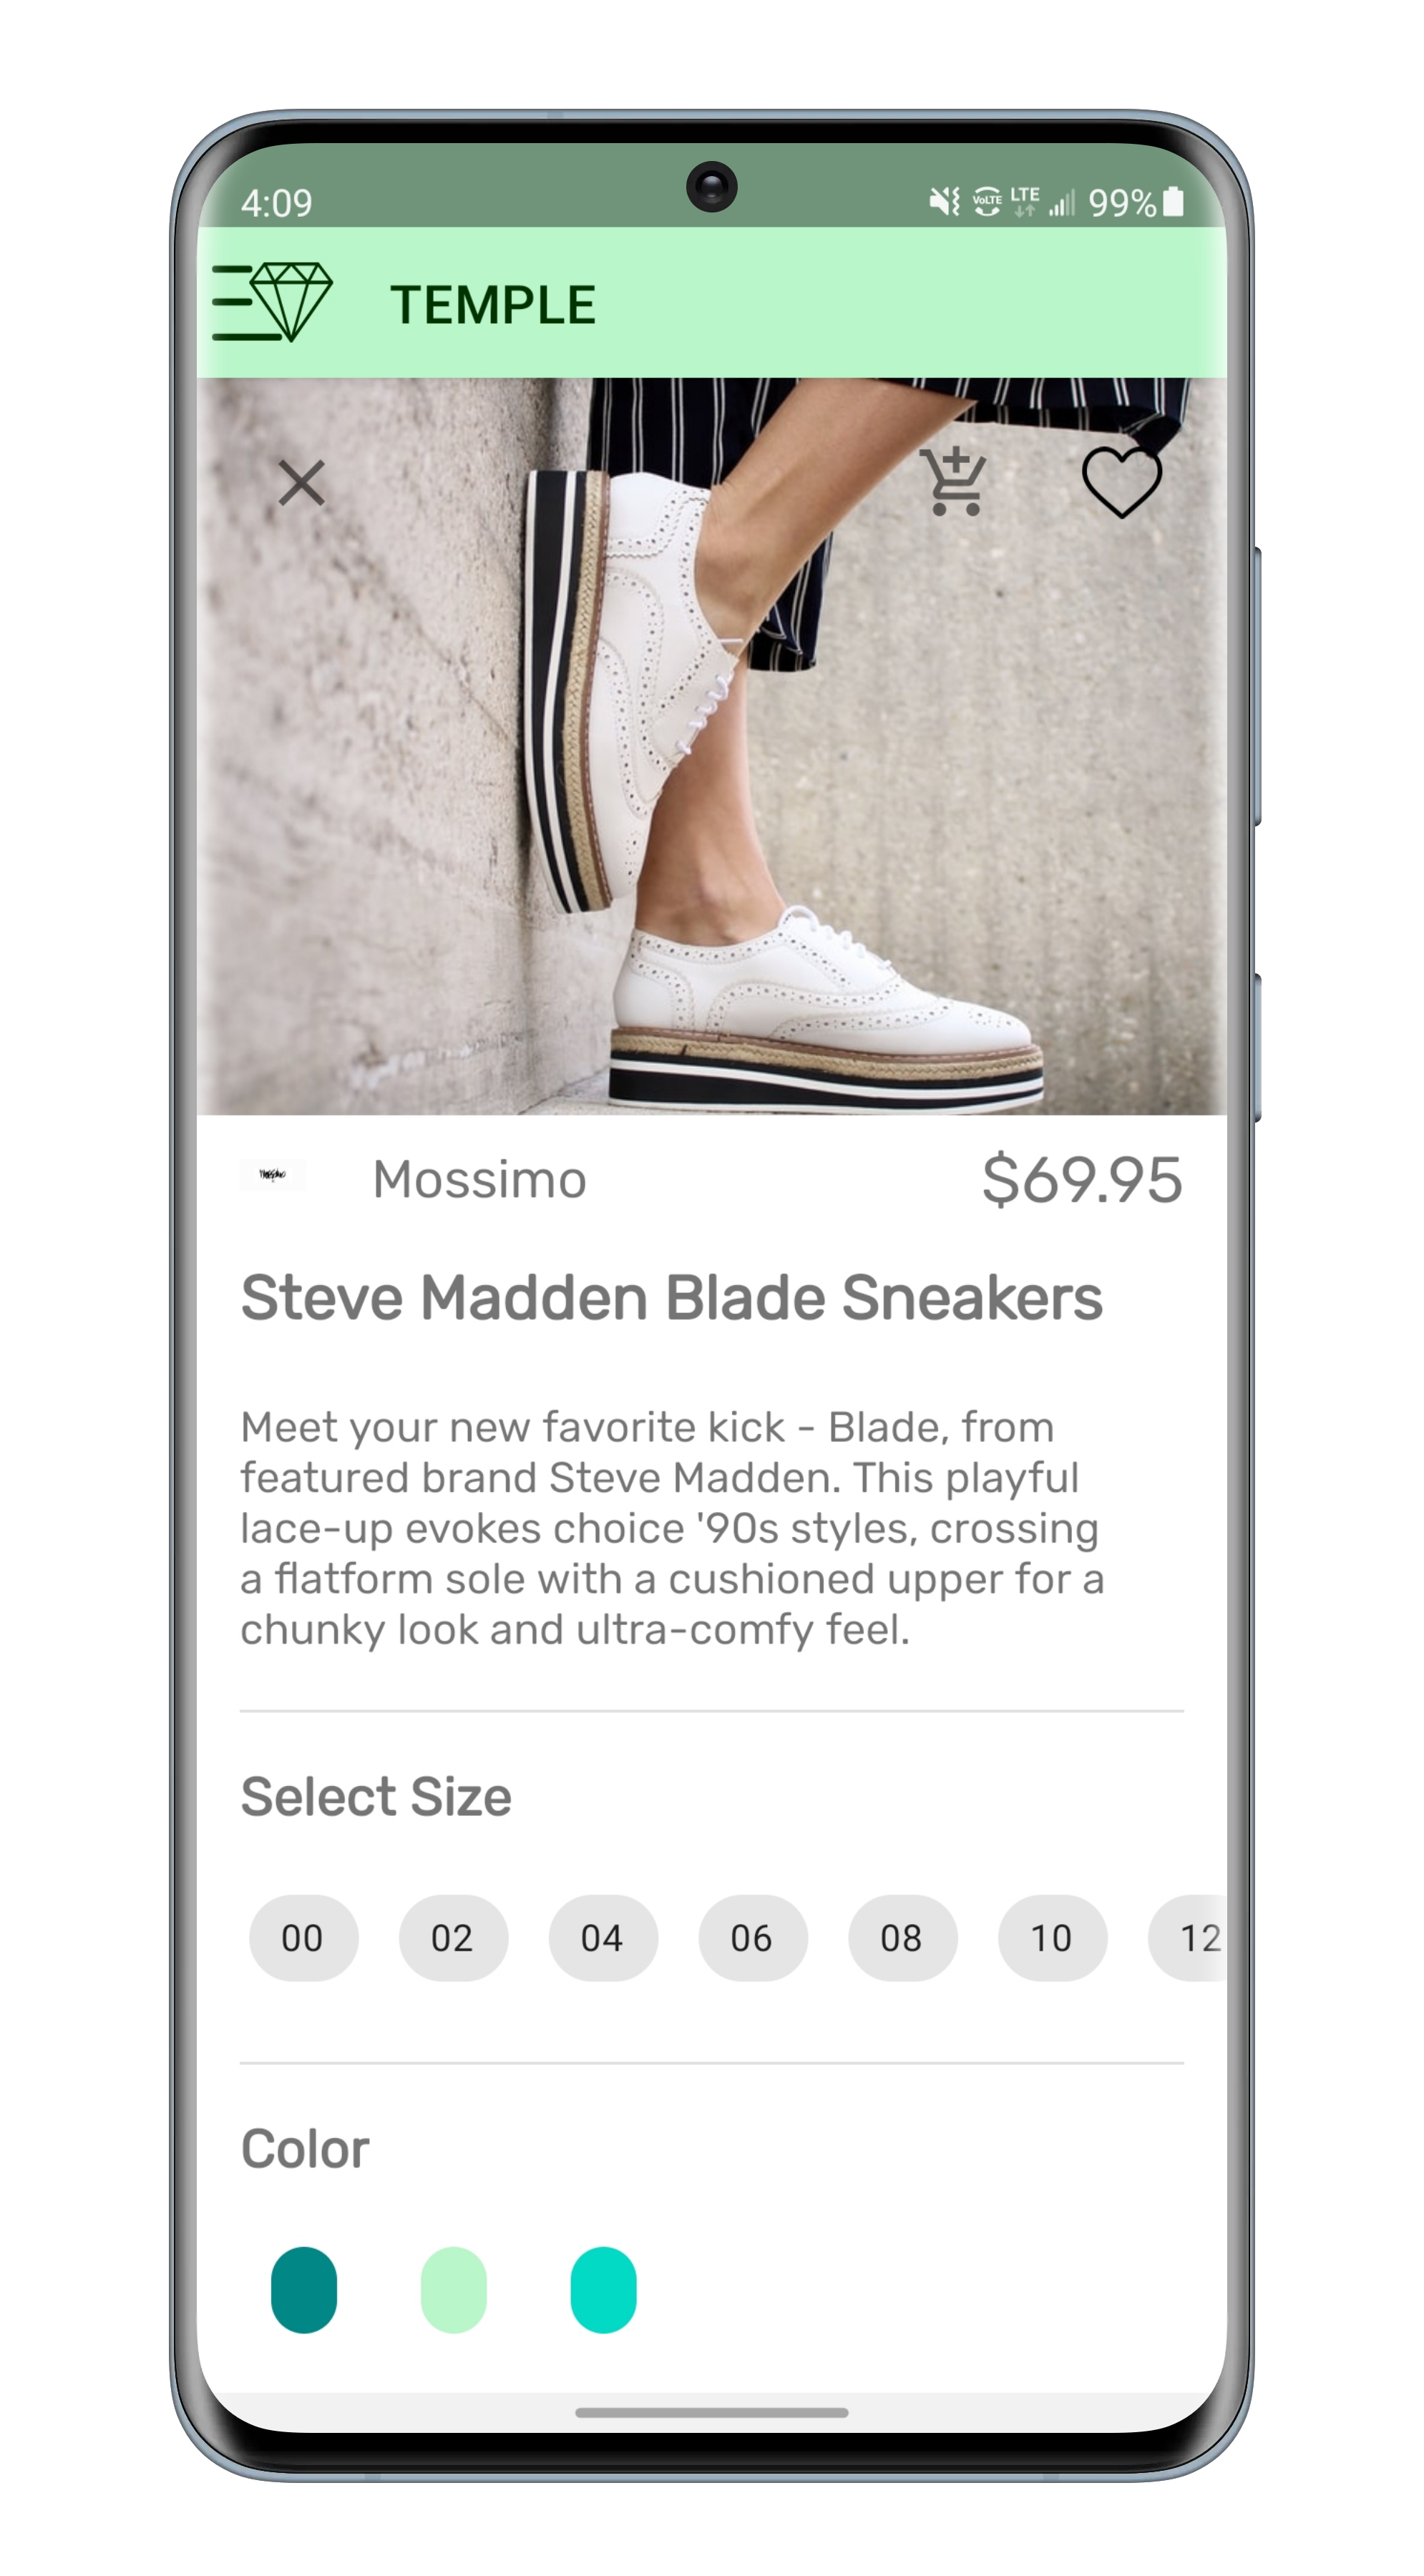 4:09 VoLTE LTE 99%
TEMPLE
Mossimo $69.95
Steve Madden Blade Sneakers
Meet your new favorite kick - Blade, from
featured brand Steve Madden. This playful
lace-up evokes choice '90s styles, crossing
a flatform sole with a cushioned upper for a
chunky look and ultra-comfy feel.
Select Size
00 02 04 06 08 10 12
Color